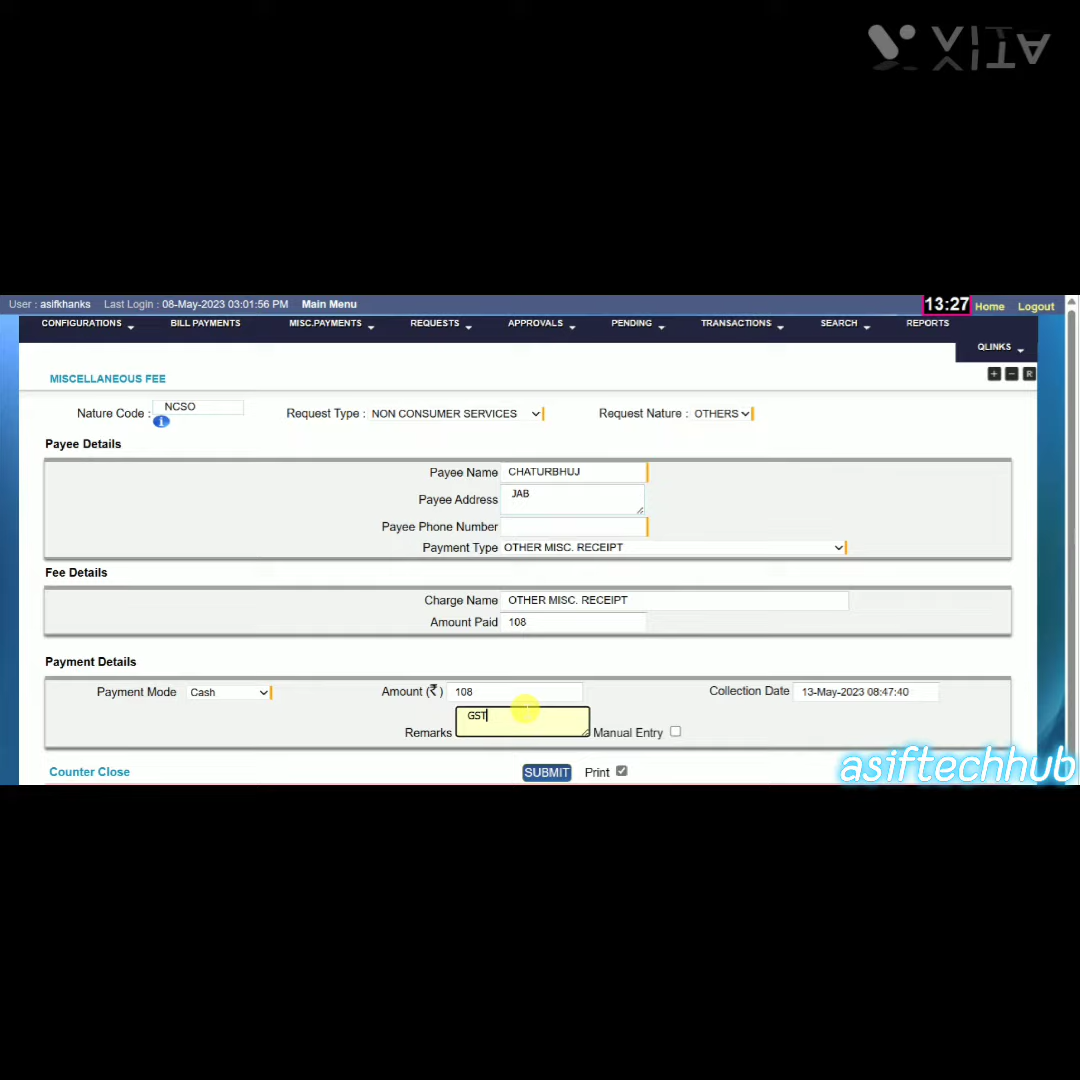 VITA
User : asifkhanks Last Login : 08-May-2023 03:01:56 PM Main Menu 13:27 Home Logout
CONFIGURATIONS BILL PAYMENTS MISC.PAYMENTS REQUESTS APPROVALS PENDING TRANSACTIONS SEARCH REPORTS
QLINKS
MISCELLANEOUS FEE + − R
Nature Code : NCSO Request Type : NON CONSUMER SERVICES Request Nature : OTHERS
i
Payee Details
Payee Name CHATURBHUJ
Payee Address JAB
Payee Phone Number
Payment Type OTHER MISC. RECEIPT
Fee Details
Charge Name OTHER MISC. RECEIPT
Amount Paid 108
Payment Details
Payment Mode Cash Amount (₹ ) 108 Collection Date 13-May-2023 08:47:40
Remarks GST Manual Entry
asiftechhub
Counter Close SUBMIT Print